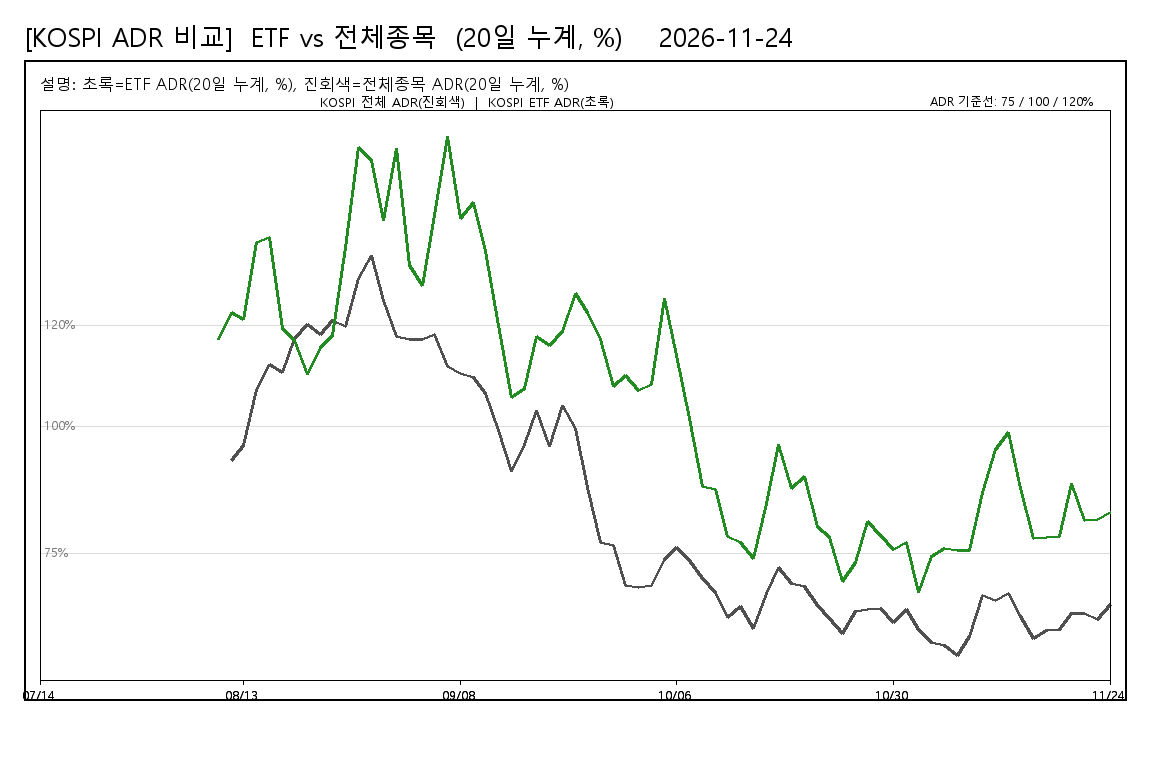 [KOSPI ADR 비교]  ETF vs 전체종목  (20일 누계, %)    2026-11-24
설명: 초록=ETF ADR(20일 누계, %), 진회색=전체종목 ADR(20일 누계, %)
KOSPI 전체 ADR(진회색)  |  KOSPI ETF ADR(초록)
ADR 기준선: 75 / 100 / 120%
120%
100%
75%
07/14
08/13
09/08
10/06
10/30
11/24